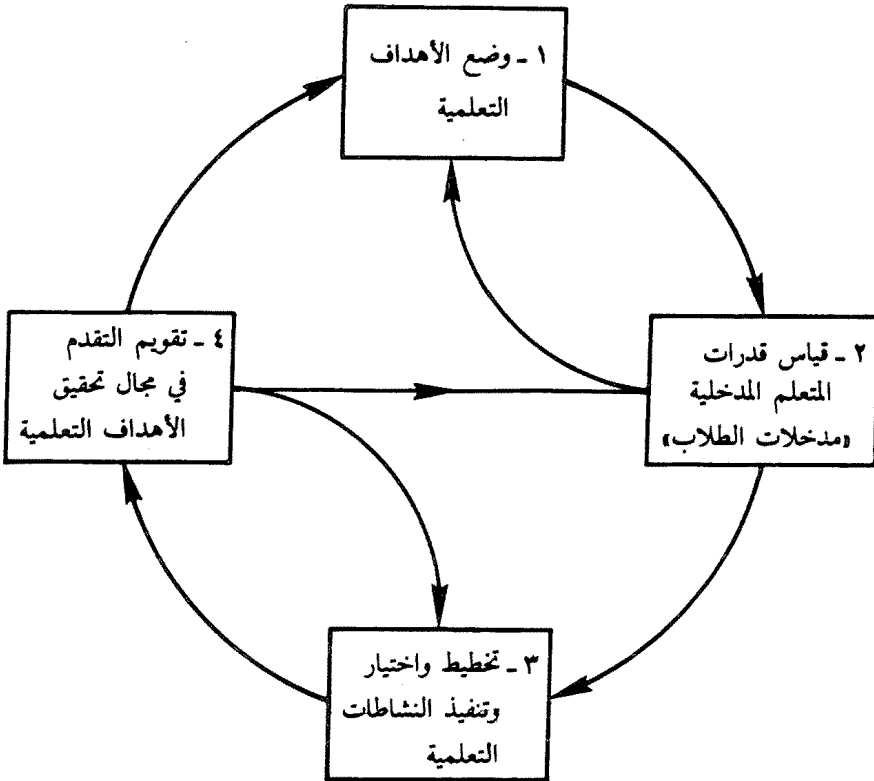 ١ - وضع الأهداف
التعلمية
٢ - قياس قدرات
المتعلم المدخلية
«مدخلات الطلاب»
٣ - تخطيط واختيار
وتنفيذ النشاطات
التعلمية
٤ - تقويم التقدم
في مجال تحقيق
الأهداف التعلمية